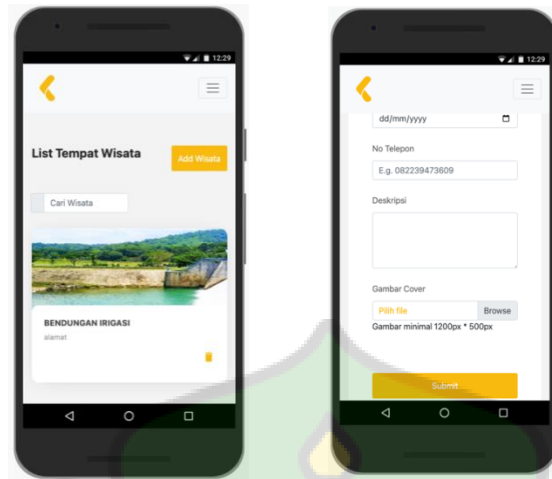 12:29
List Tempat Wisata
Add Wisata
Cari Wisata
BENDUNGAN IRIGASI
alamat
12:29
dd/mm/yyyy
No Telepon
E.g. 082239473609
Deskripsi
Gambar Cover
Pilih file
Browse
Gambar minimal 1200px * 500px
Submit